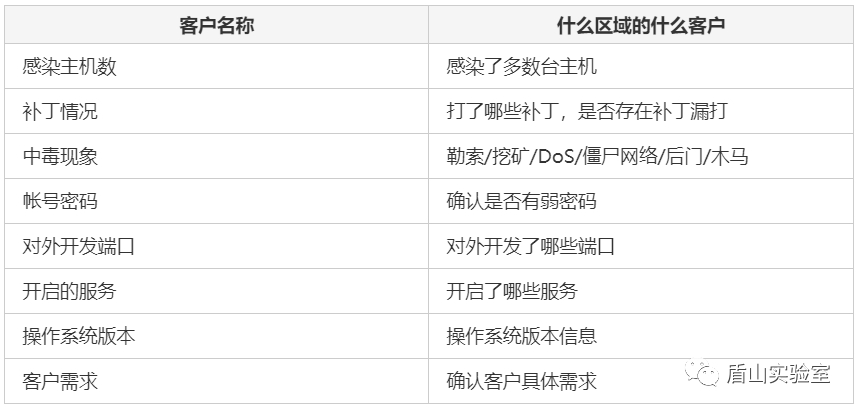 客户名称 什么区域的什么客户
感染主机数 感染了多数台主机
补丁情况 打了哪些补丁，是否存在补丁漏打
中毒现象 勒索/挖矿/DoS/僵尸网络/后门/木马
帐号密码 确认是否有弱密码
对外开发端口 对外开发了哪些端口
开启的服务 开启了哪些服务
操作系统版本 操作系统版本信息
客户需求 确认客户具体需求
盾山实验室